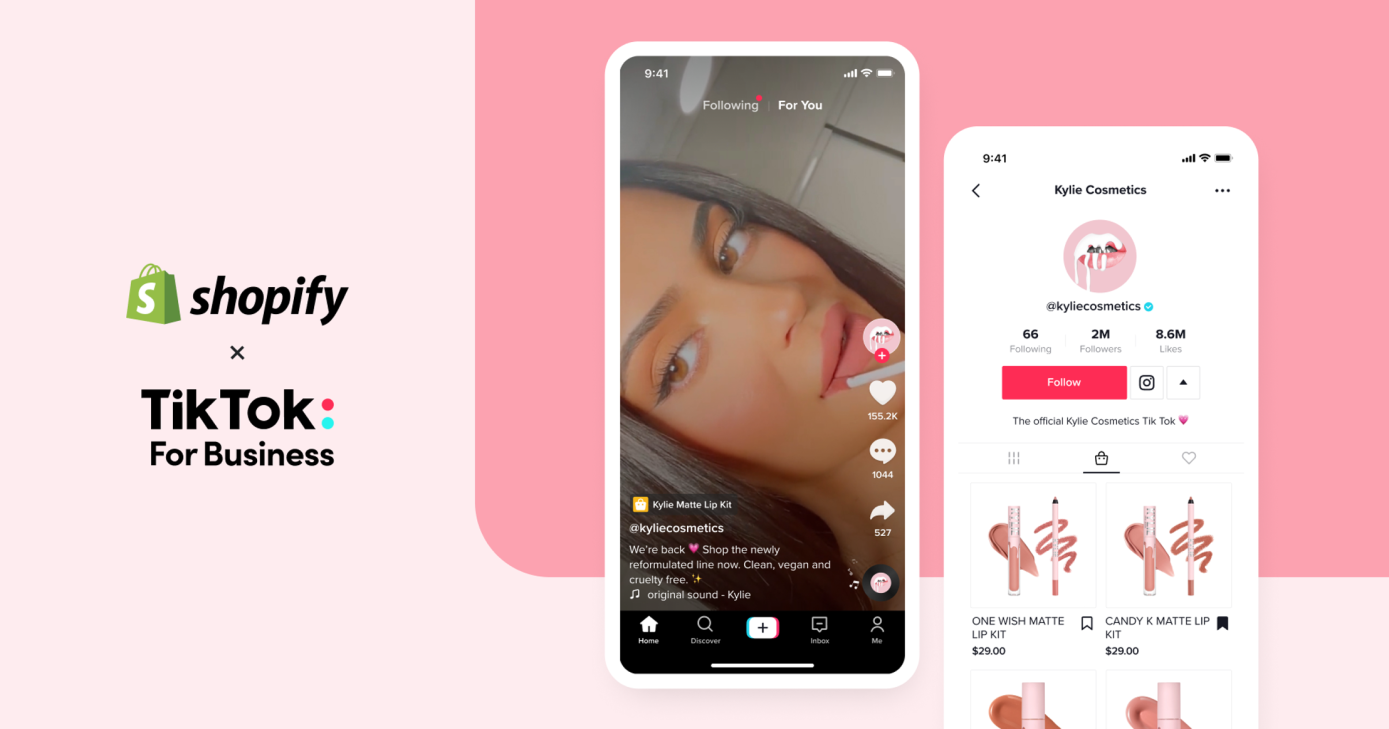 shopify
×
TikTok:
For Business
9:41
Following
For You
155.2K
1044
527
Kylie Matte Lip Kit
@kyliecosmetics
We're back 💗 Shop the newly
reformulated line now. Clean, vegan and
cruelty free. ✨
original sound - Kylie
Home
Discover
Inbox
Me
9:41
Kylie Cosmetics
@kyliecosmetics
66
Following
2M
Followers
8.6M
Likes
Follow
The official Kylie Cosmetics Tik Tok 💗
ONE WISH MATTE
LIP KIT
$29.00
CANDY K MATTE LIP
KIT
$29.00